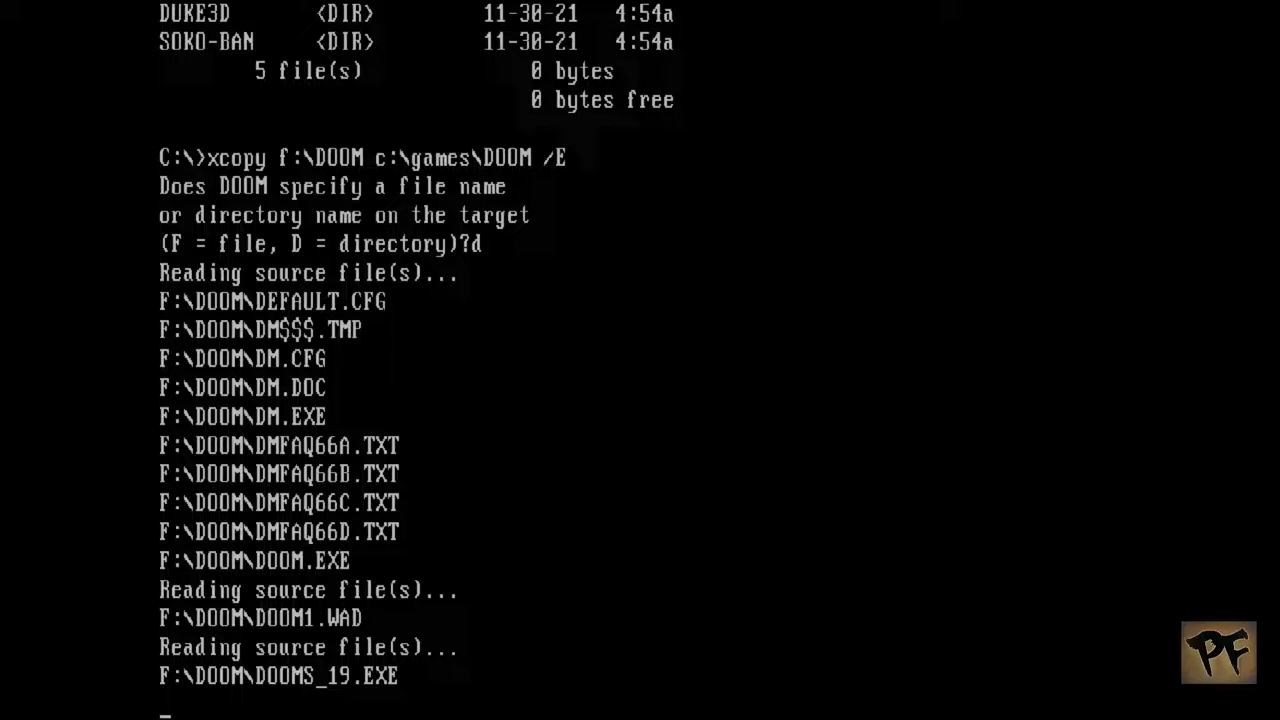 DUKE3D <DIR> 11-30-21 4:54a
SOKO-BAN <DIR> 11-30-21 4:54a
5 file(s) 0 bytes
0 bytes free
C:\>xcopy f:\DOOM c:\games\DOOM /E
Does DOOM specify a file name
or directory name on the target
(F = file, D = directory)?d
Reading source file(s)...
F:\DOOM\DEFAULT.CFG
F:\DOOM\DM$$$.TMP
F:\DOOM\DM.CFG
F:\DOOM\DM.DOC
F:\DOOM\DM.EXE
F:\DOOM\DMFAQ66A.TXT
F:\DOOM\DMFAQ66B.TXT
F:\DOOM\DMFAQ66C.TXT
F:\DOOM\DMFAQ66D.TXT
F:\DOOM\DOOM.EXE
Reading source file(s)...
F:\DOOM\DOOM1.WAD
Reading source file(s)...
F:\DOOM\DOOMS_19.EXE
PF